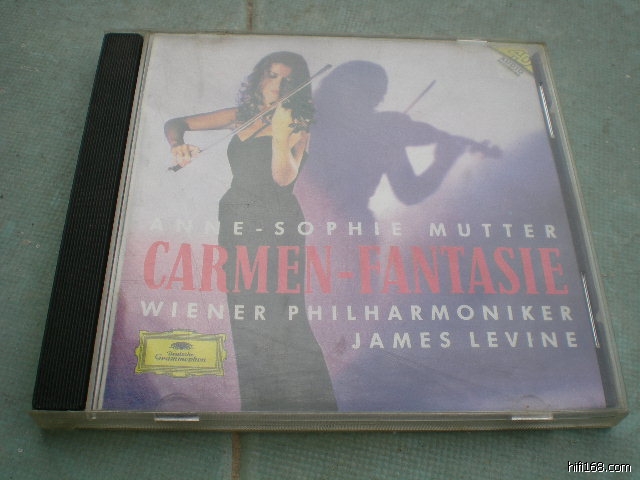 ANNE-SOPHIE MUTTER
CARMEN-FANTASIE
WIENER PHILHARMONIKER
JAMES LEVINE
Deutsche
Grammophon
hifi168.com